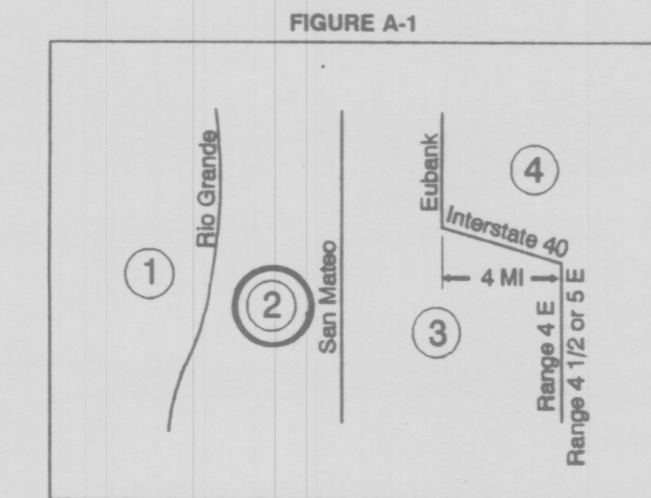 FIGURE A-1
Rio Grande
Eubank
4
Interstate 40
1
2
San Mateo
4 MI
3
Range 4 E
Range 4 1/2 or 5 E